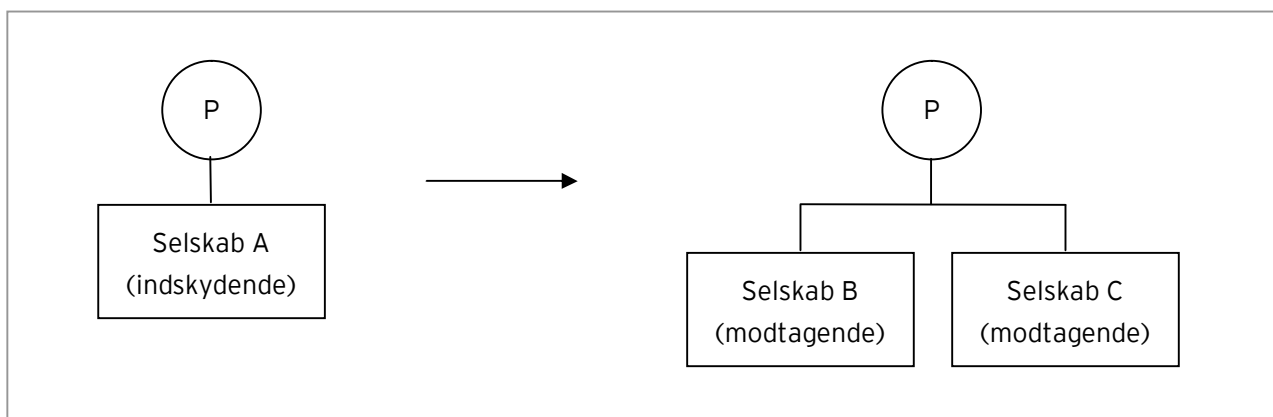 P
Selskab A
(indskydende)
P
Selskab B
(modtagende)
Selskab C
(modtagende)